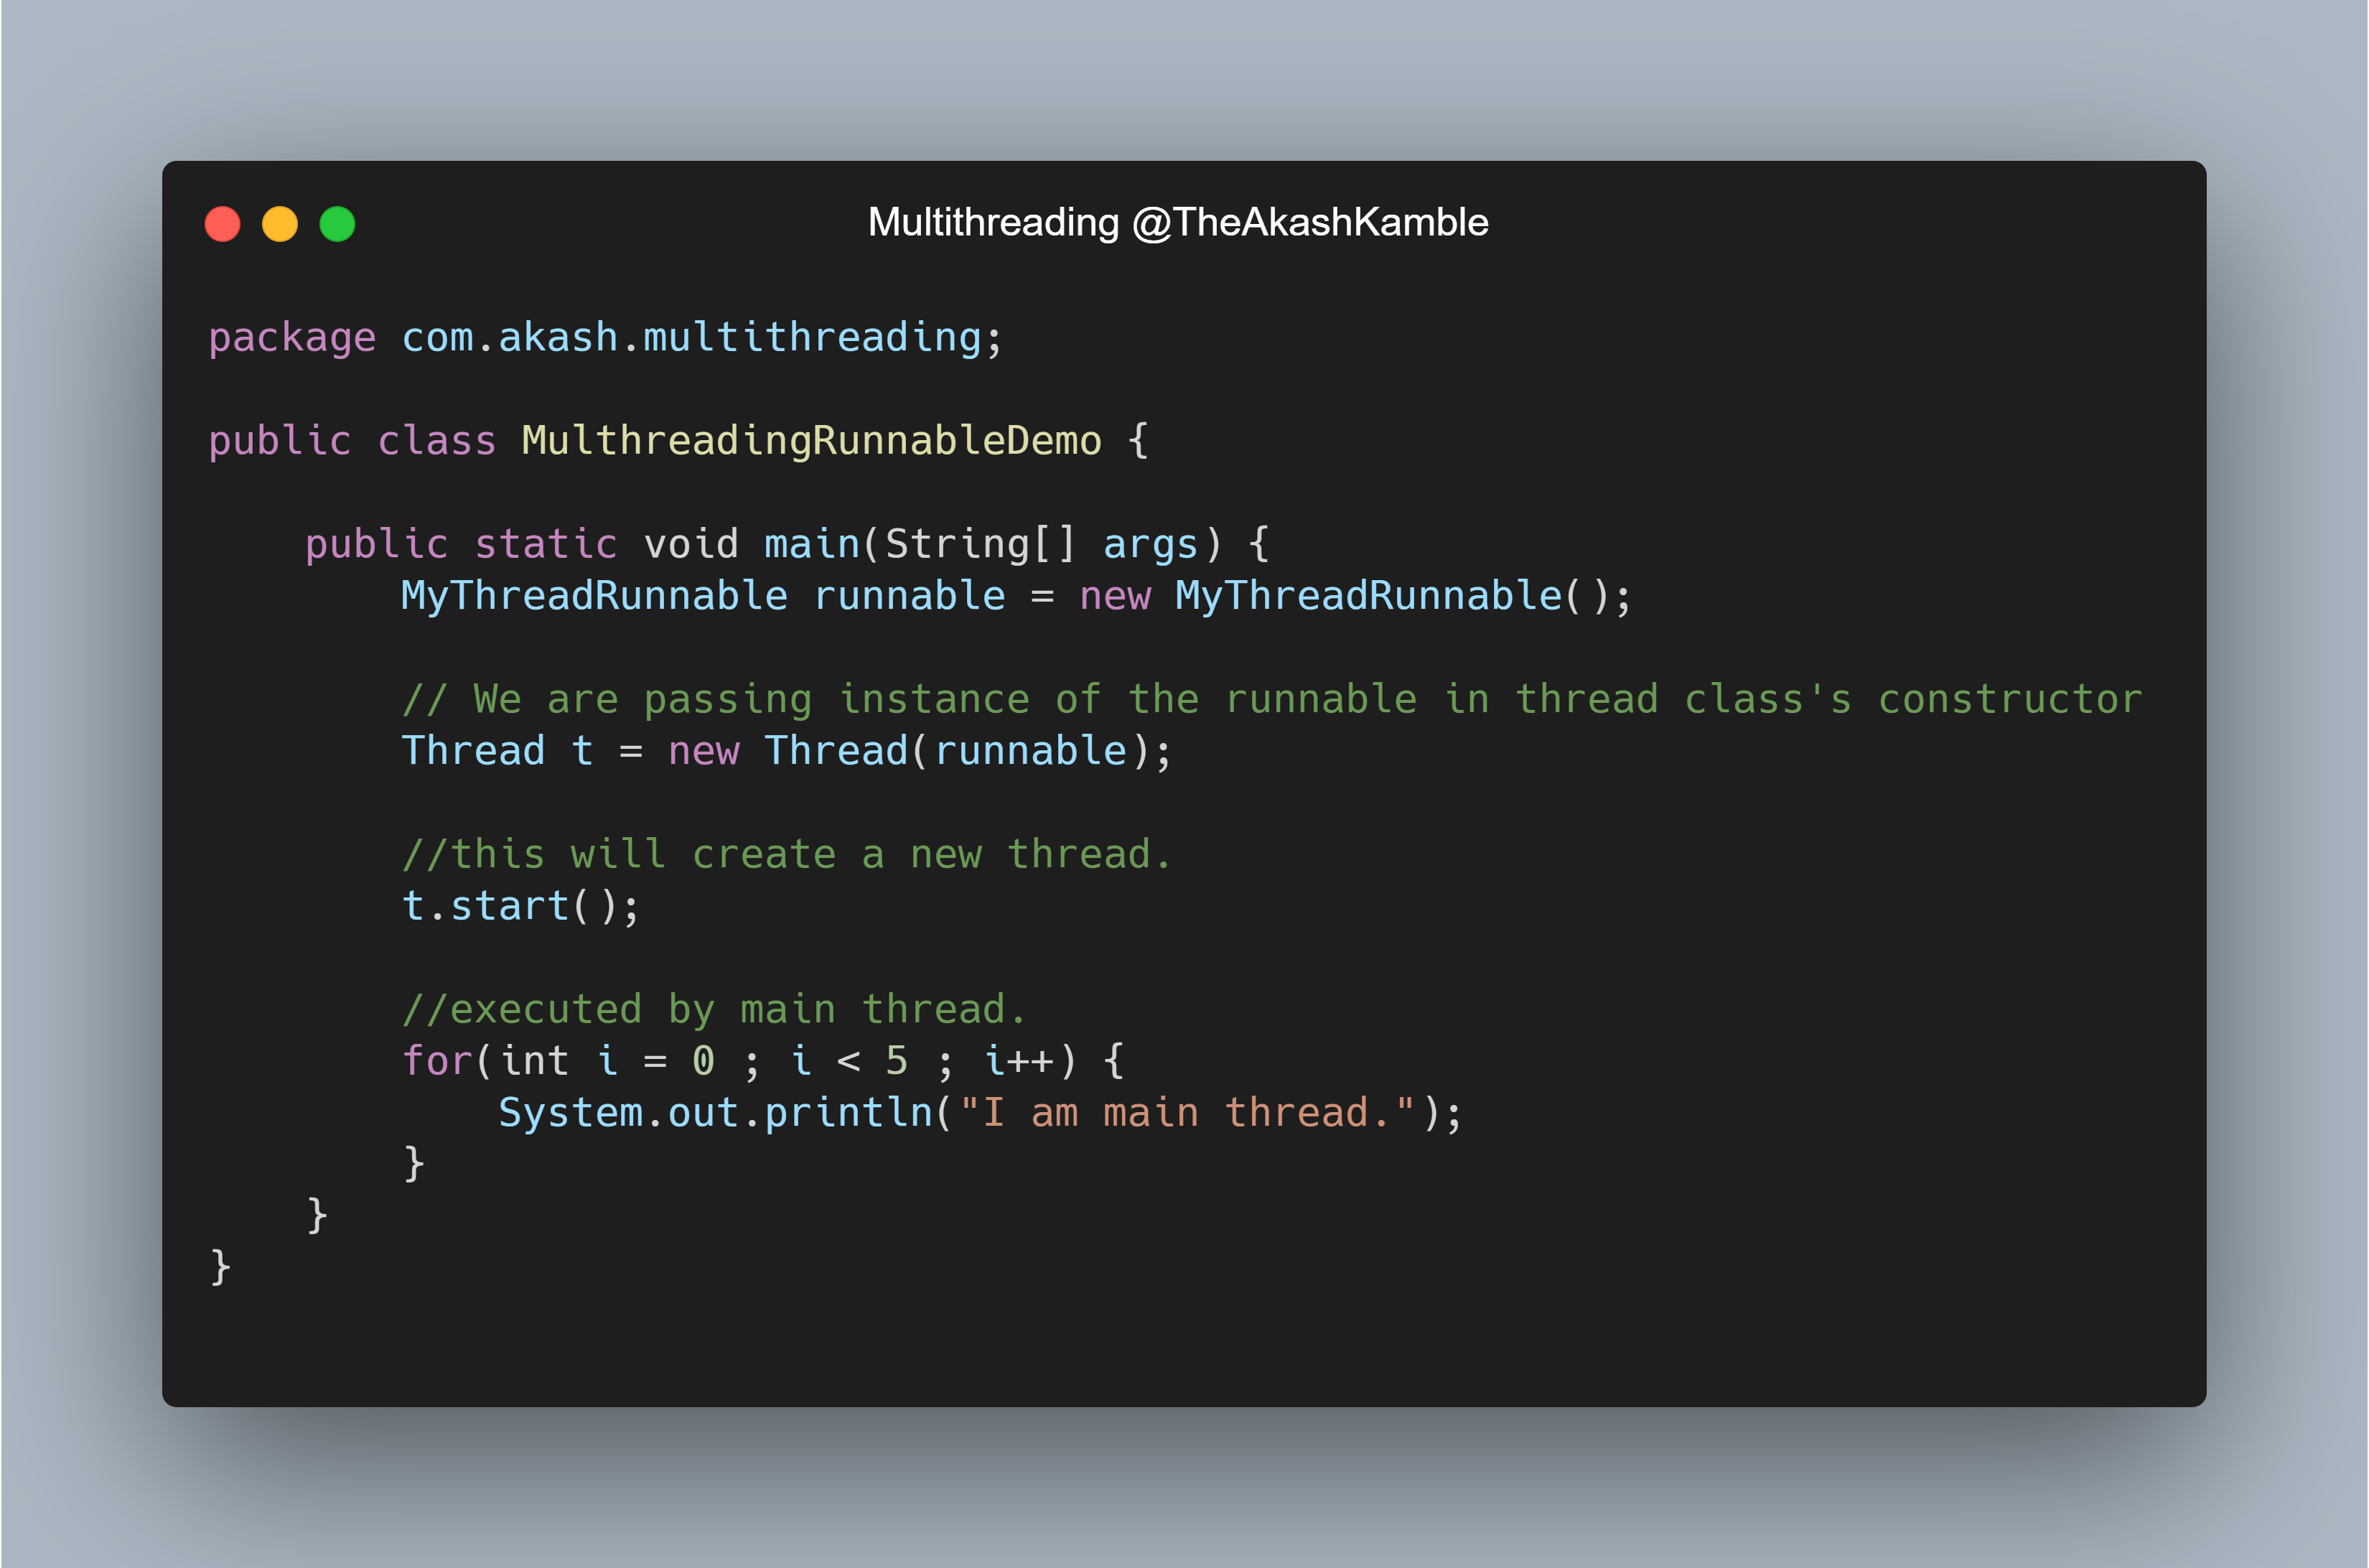 Multithreading @TheAkashKamble
package com.akash.multithreading;
public class MulthreadingRunnableDemo {
    public static void main(String[] args) {
        MyThreadRunnable runnable = new MyThreadRunnable();
        // We are passing instance of the runnable in thread class's constructor
        Thread t = new Thread(runnable);
        //this will create a new thread.
        t.start();
        //executed by main thread.
        for(int i = 0 ; i < 5 ; i++) {
            System.out.println("I am main thread.");
        }
    }
}